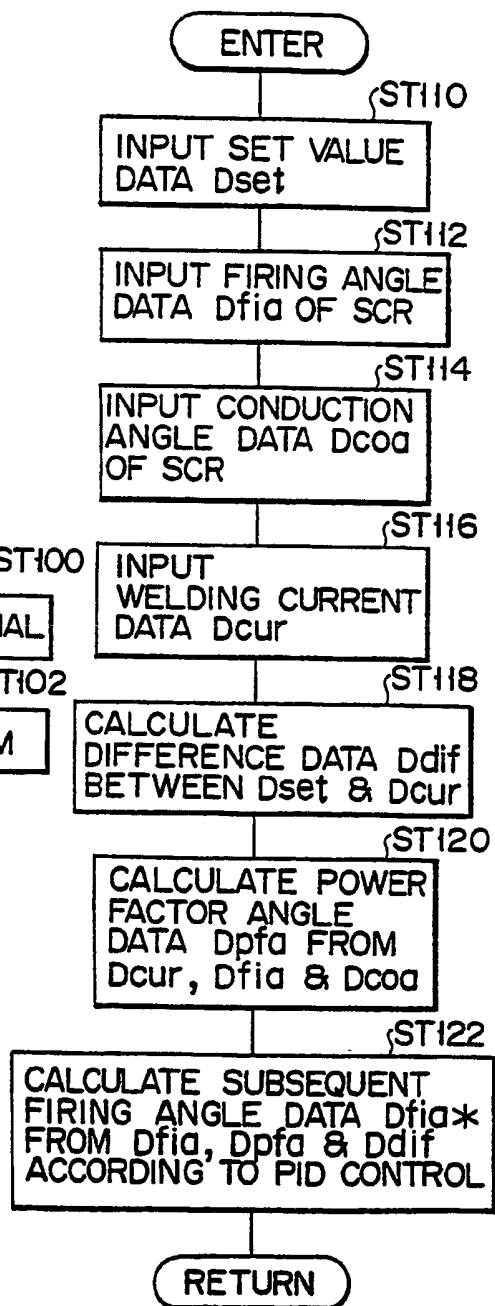 ENTER
ST110
INPUT SET VALUE
DATA Dset
ST112
INPUT FIRING ANGLE
DATA Dfia OF SCR
ST114
INPUT CONDUCTION
ANGLE DATA Dcoa
OF SCR
ST116
INPUT
WELDING CURRENT
DATA Dcur
ST100
NAL
T102
M
ST118
CALCULATE
DIFFERENCE DATA Ddif
BETWEEN Dset & Dcur
ST120
CALCULATE POWER
FACTOR ANGLE
DATA Dpfa FROM
Dcur, Dfia & Dcoa
ST122
CALCULATE SUBSEQUENT
FIRING ANGLE DATA Dfia*
FROM Dfia, Dpfa & Ddif
ACCORDING TO PID CONTROL
RETURN